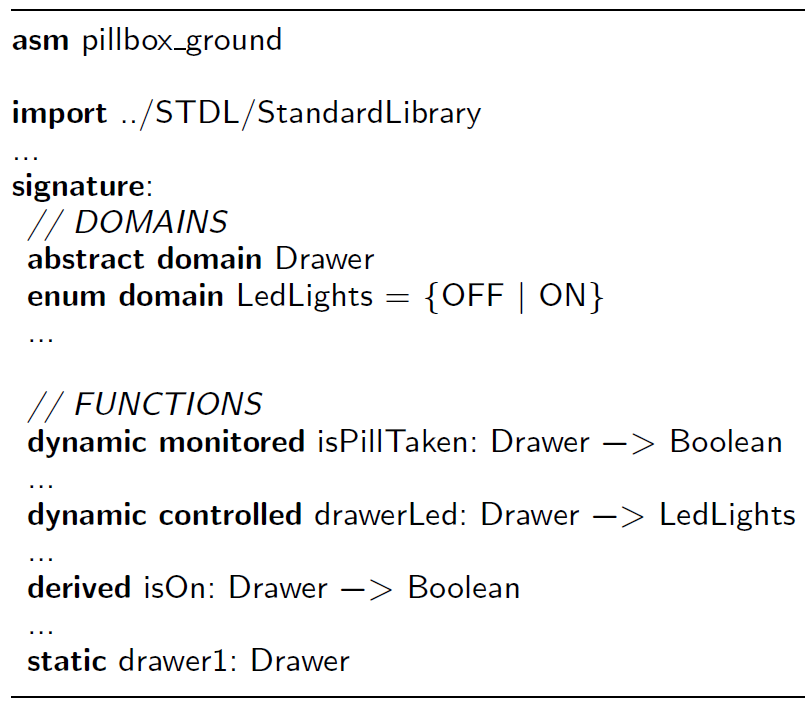 asm pillbox_ground
import ../STDL/StandardLibrary
...
signature:
// DOMAINS
abstract domain Drawer
enum domain LedLights = {OFF | ON}
...
// FUNCTIONS
dynamic monitored isPillTaken: Drawer −> Boolean
...
dynamic controlled drawerLed: Drawer −> LedLights
...
derived isOn: Drawer −> Boolean
...
static drawer1: Drawer